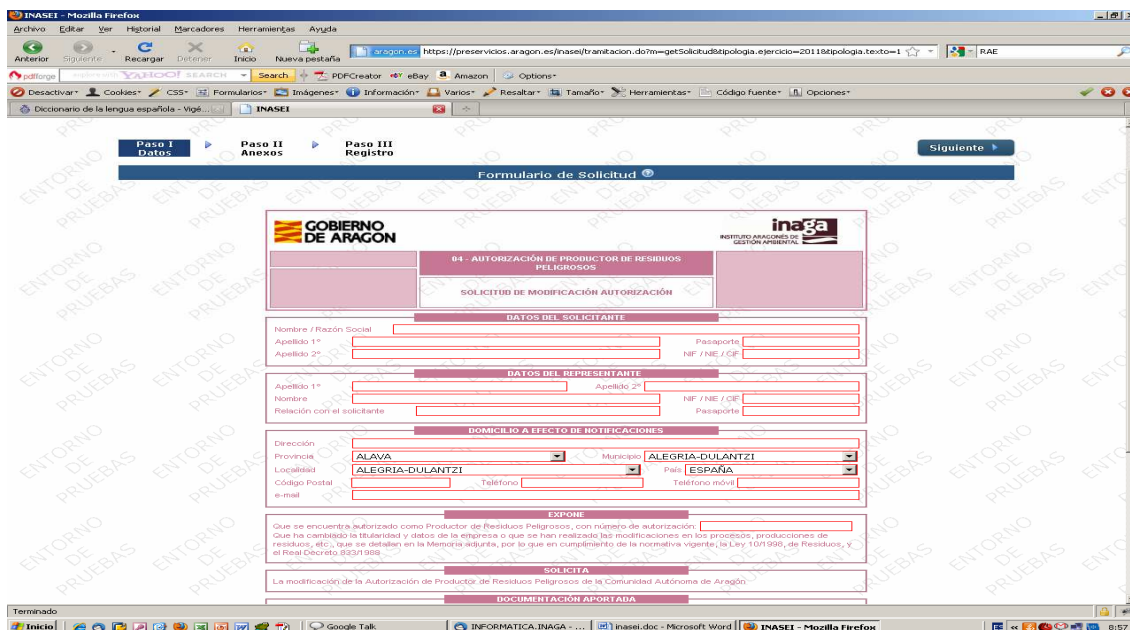 INASEI - Mozilla Firefox
Archivo Editar Ver Historial Marcadores Herramientas Ayuda
Anterior Siguiente Recargar Detener Inicio Nueva pestaña aragon.es https://preservicios.aragon.es/inasei/tramitacion.do?m=getSolicitud&tipologia.ejercicio=2011&tipologia.texto=1 RAE
pdfforge YAHOO! SEARCH Search PDFCreator eBay Amazon Options
Desactivar Cookies CSS Formularios Imágenes Información Varios Resaltar Tamaño Herramientas Código fuente Opciones
Diccionario de la lengua española - Vigé... INASEI
Paso I Datos Paso II Anexos Paso III Registro Siguiente
Formulario de Solicitud
GOBIERNO DE ARAGON
inaga
INSTITUTO ARAGONÉS DE GESTIÓN AMBIENTAL
04 - AUTORIZACIÓN DE PRODUCTOR DE RESIDUOS
PELIGROSOS
SOLICITUD DE MODIFICACIÓN AUTORIZACIÓN
DATOS DEL SOLICITANTE
Nombre / Razón Social
Apellido 1º Pasaporte
Apellido 2º NIF / NIE / CIF
DATOS DEL REPRESENTANTE
Apellido 1º Apellido 2º
Nombre NIF / NIE / CIF
Relación con el solicitante Pasaporte
DOMICILIO A EFECTO DE NOTIFICACIONES
Dirección
Provincia ALAVA Municipio ALEGRIA-DULANTZI
Localidad ALEGRIA-DULANTZI País ESPAÑA
Código Postal Teléfono Teléfono móvil
e-mail
EXPONE
Que se encuentra autorizado como Productor de Residuos Peligrosos, con número de autorización:
Que ha cambiado la titularidad y datos de la empresa o que se han realizado las modificaciones en los procesos, producciones de
residuos, etc., que se detallan en la Memoria adjunta, por lo que en cumplimiento de la normativa vigente, la Ley 10/1998, de Residuos, y
el Real Decreto 833/1988
SOLICITA
La modificación de la Autorización de Productor de Residuos Peligrosos de la Comunidad Autónoma de Aragón
DOCUMENTACIÓN APORTADA
ENTORNO DE PRUEBAS
Terminado
Inicio Google Talk INFORMATICA.INAGA - ... inasei.doc - Microsoft Word INASEI - Mozilla Firefox ES 8:57